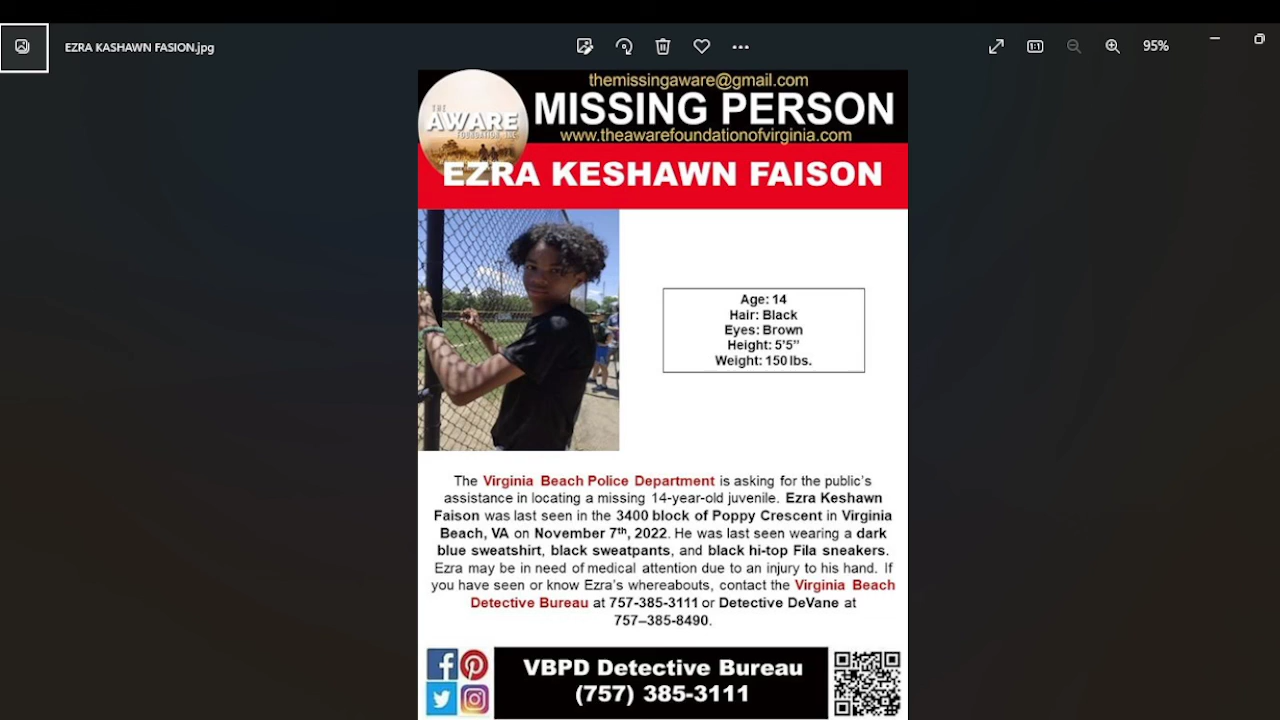 EZRA KASHAWN FASION.jpg
95%
themissingaware@gmail.com
THE
AWARE
FOUNDATION, INC.
MISSING PERSON
www.theawarefoundationofvirginia.com
EZRA KESHAWN FAISON
Age: 14
Hair: Black
Eyes: Brown
Height: 5'5"
Weight: 150 lbs.
The Virginia Beach Police Department is asking for the public's
assistance in locating a missing 14-year-old juvenile. Ezra Keshawn
Faison was last seen in the 3400 block of Poppy Crescent in Virginia
Beach, VA on November 7th, 2022. He was last seen wearing a dark
blue sweatshirt, black sweatpants, and black hi-top Fila sneakers.
Ezra may be in need of medical attention due to an injury to his hand. If
you have seen or know Ezra's whereabouts, contact the Virginia Beach
Detective Bureau at 757-385-3111 or Detective DeVane at
757–385-8490.
VBPD Detective Bureau
(757) 385-3111